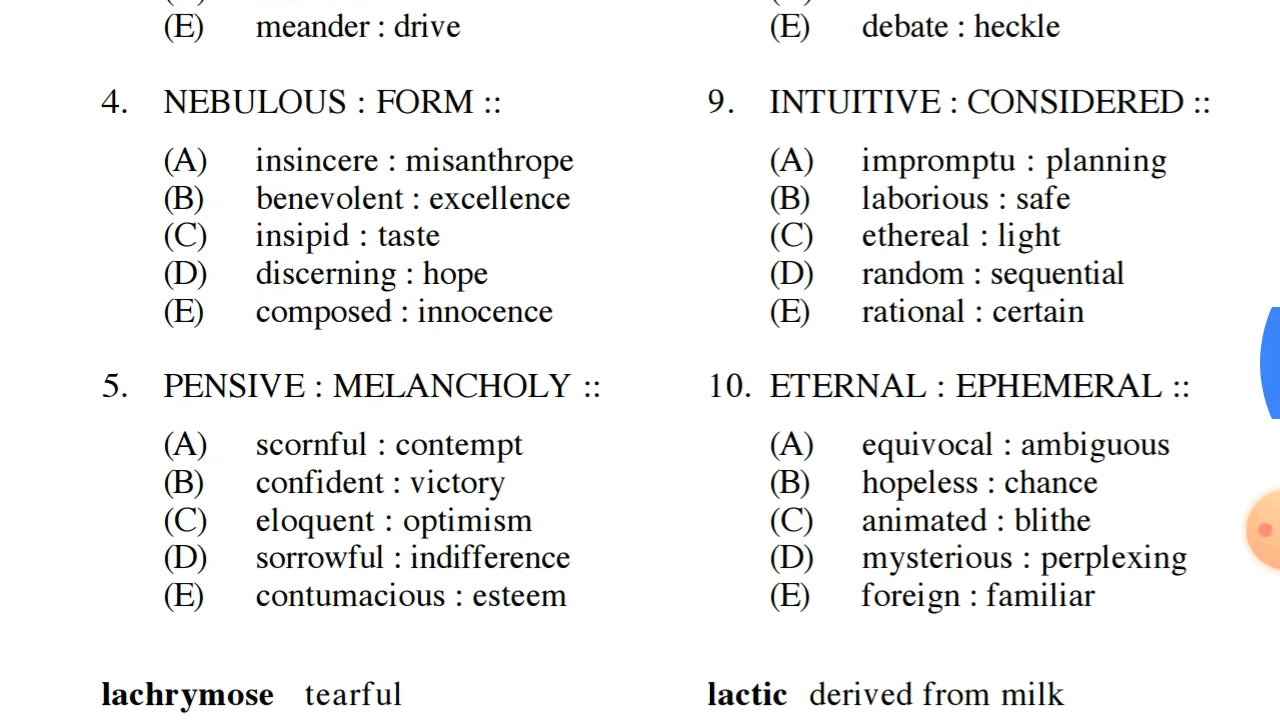 (E) meander : drive
4. NEBULOUS : FORM ::
(A) insincere : misanthrope
(B) benevolent : excellence
(C) insipid : taste
(D) discerning : hope
(E) composed : innocence
5. PENSIVE : MELANCHOLY ::
(A) scornful : contempt
(B) confident : victory
(C) eloquent : optimism
(D) sorrowful : indifference
(E) contumacious : esteem
lachrymose tearful
(E) debate : heckle
9. INTUITIVE : CONSIDERED ::
(A) impromptu : planning
(B) laborious : safe
(C) ethereal : light
(D) random : sequential
(E) rational : certain
10. ETERNAL : EPHEMERAL ::
(A) equivocal : ambiguous
(B) hopeless : chance
(C) animated : blithe
(D) mysterious : perplexing
(E) foreign : familiar
lactic derived from milk